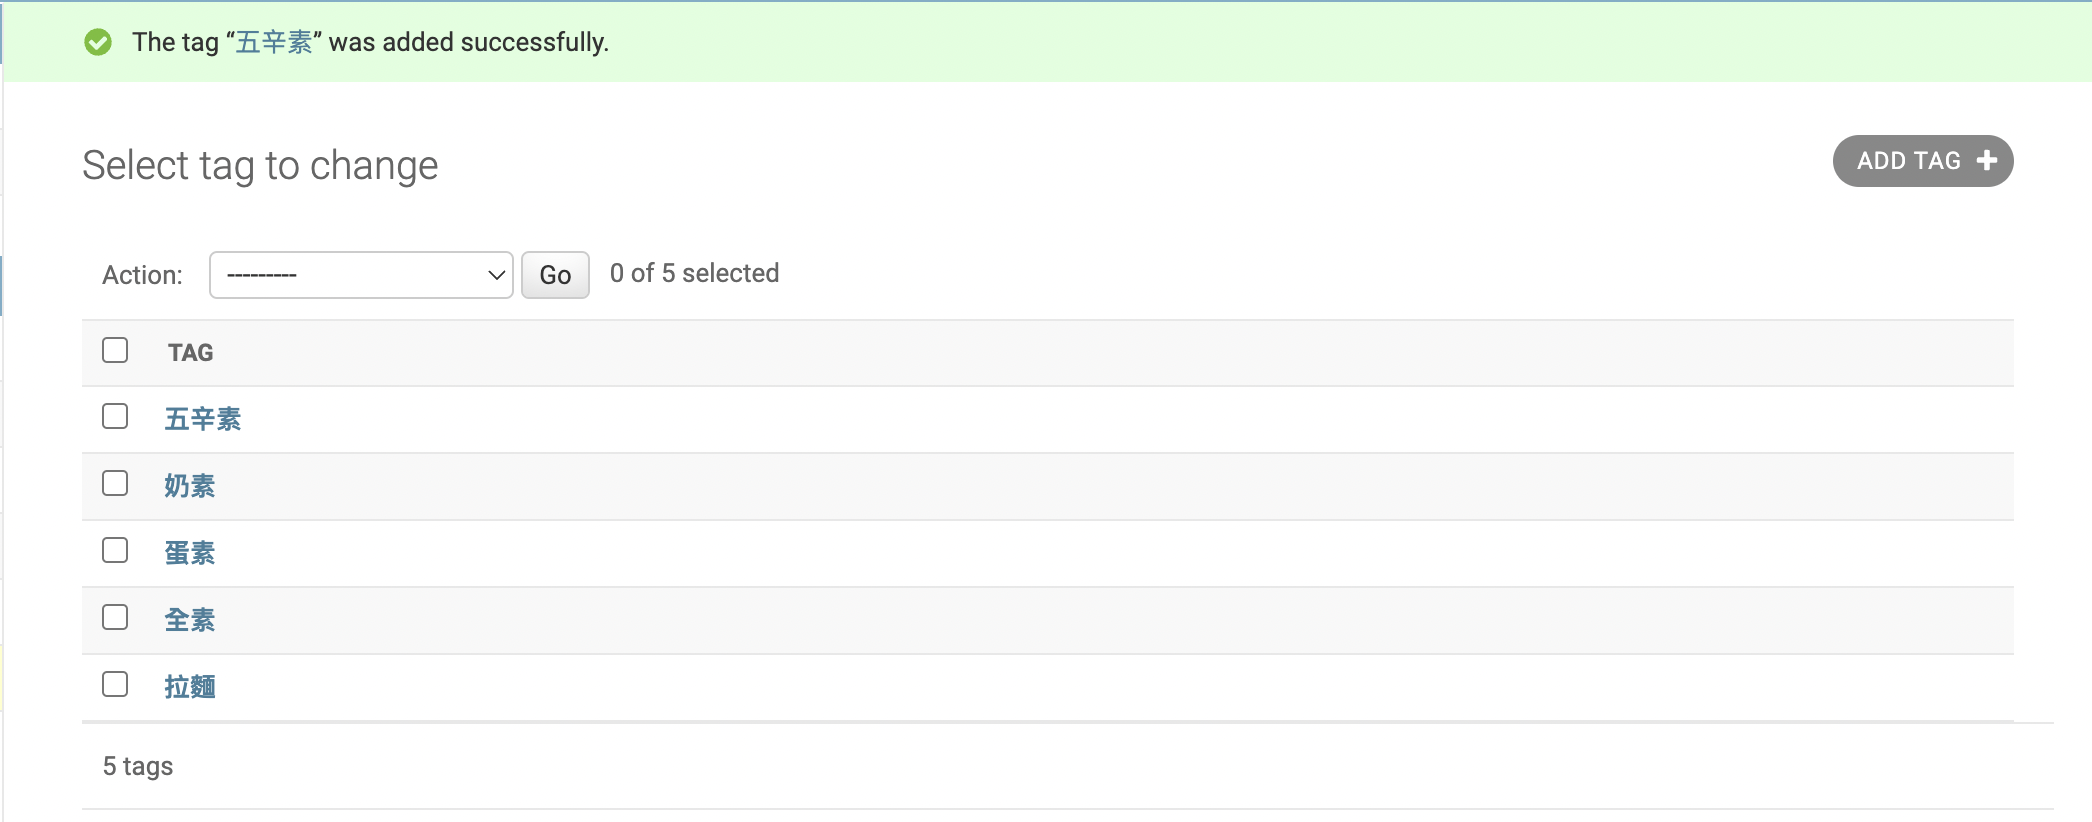 The tag “五辛素” was added successfully.
Select tag to change
ADD TAG +
Action: --------- Go 0 of 5 selected
TAG
五辛素
奶素
蛋素
全素
拉麵
5 tags